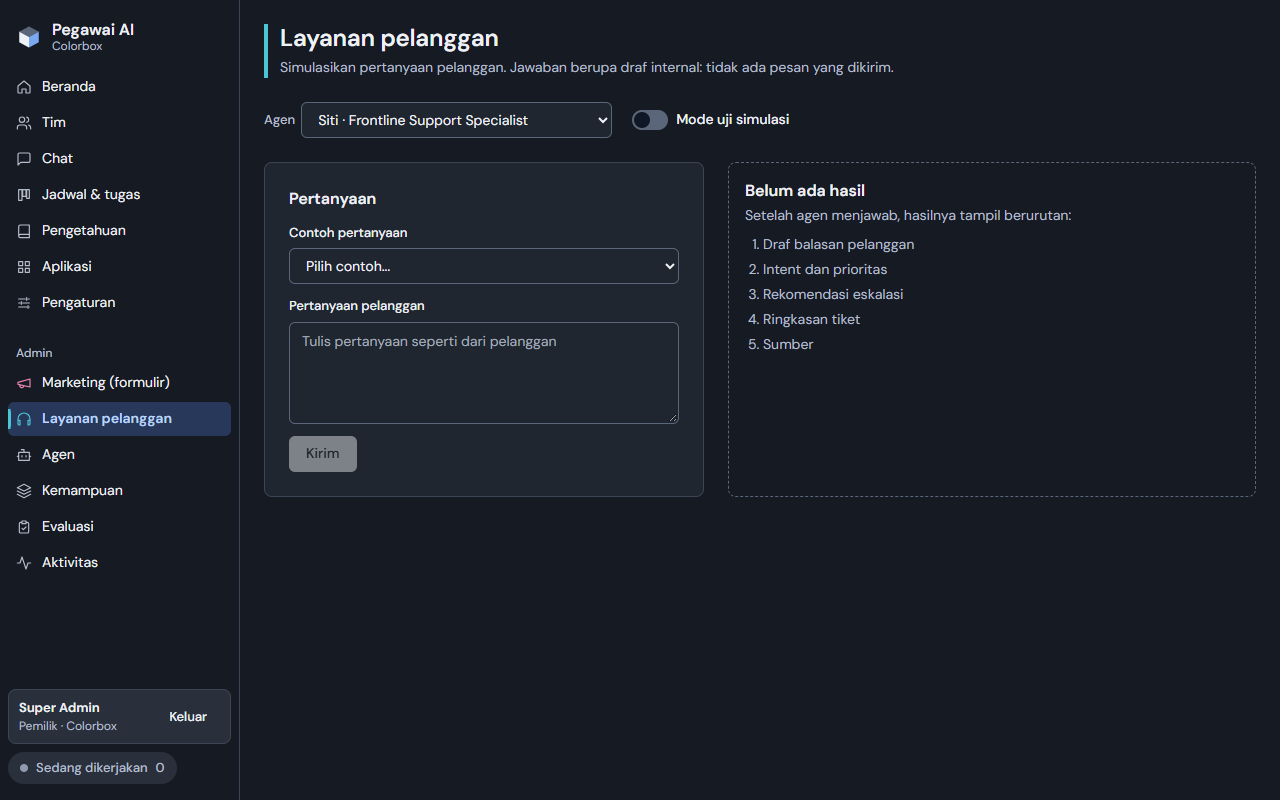 Pegawai AI
Colorbox
Beranda
Tim
Chat
Jadwal & tugas
Pengetahuan
Aplikasi
Pengaturan
Admin
Marketing (formulir)
Layanan pelanggan
Agen
Kemampuan
Evaluasi
Aktivitas
Super Admin
Pemilik · Colorbox
Keluar
Sedang dikerjakan 0
Layanan pelanggan
Simulasikan pertanyaan pelanggan. Jawaban berupa draf internal: tidak ada pesan yang dikirim.
Agen
Siti · Frontline Support Specialist
Mode uji simulasi
Pertanyaan
Contoh pertanyaan
Pilih contoh...
Pertanyaan pelanggan
Tulis pertanyaan seperti dari pelanggan
Kirim
Belum ada hasil
Setelah agen menjawab, hasilnya tampil berurutan:
1. Draf balasan pelanggan
2. Intent dan prioritas
3. Rekomendasi eskalasi
4. Ringkasan tiket
5. Sumber